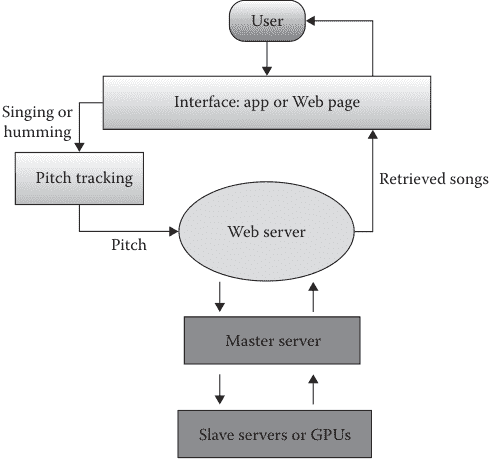 User
Interface: app or Web page
Singing or
humming
Pitch tracking
Retrieved songs
Web server
Pitch
Master server
Slave servers or GPUs